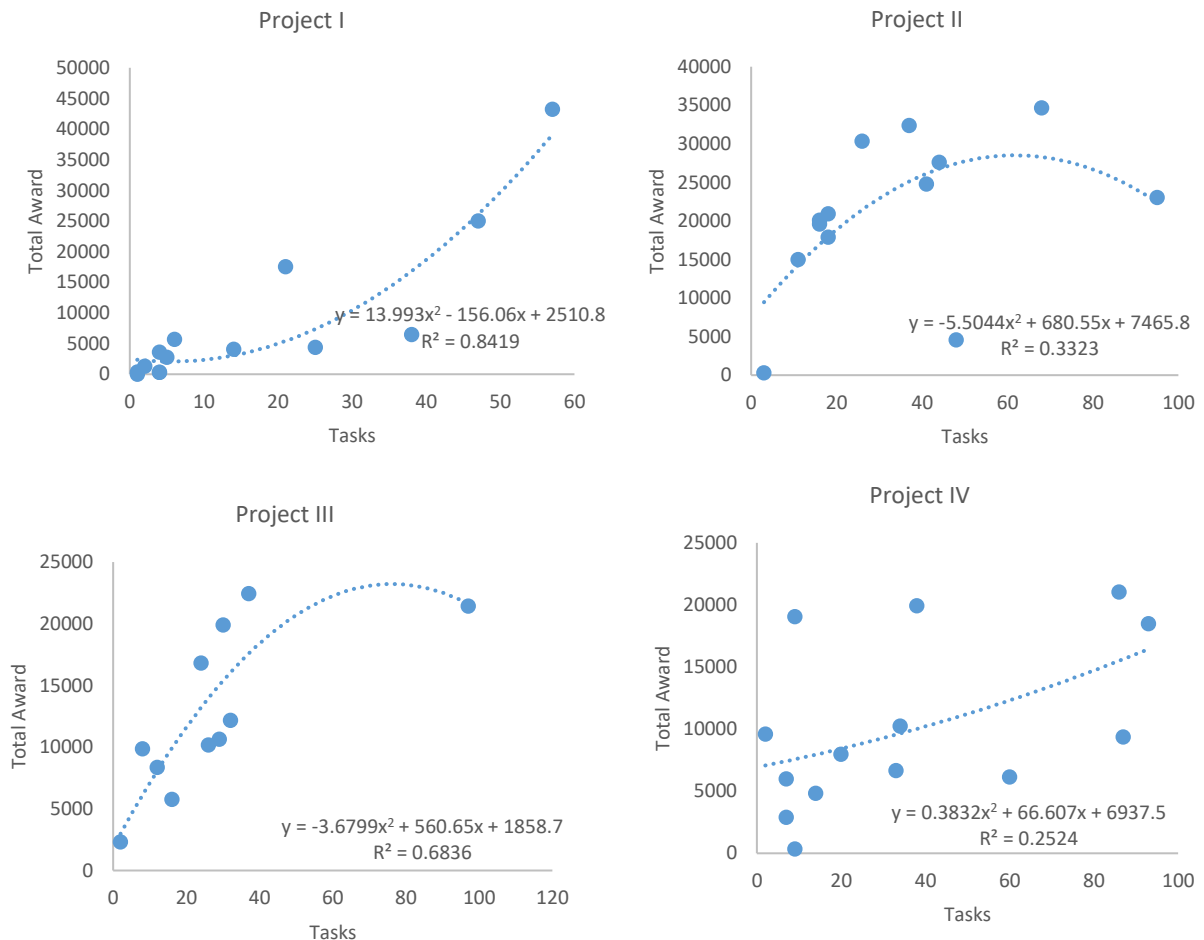 Project I
50000
45000
40000
35000
30000
25000
20000
15000
10000
5000
0
Total Award
y = 13.993x² - 156.06x + 2510.8
R² = 0.8419
0 10 20 30 40 50 60
Tasks
Project II
40000
35000
30000
25000
20000
15000
10000
5000
0
Total Award
y = -5.5044x² + 680.55x + 7465.8
R² = 0.3323
0 20 40 60 80 100
Tasks
Project III
25000
20000
15000
10000
5000
0
Total Award
y = -3.6799x² + 560.65x + 1858.7
R² = 0.6836
0 20 40 60 80 100 120
Tasks
Project IV
25000
20000
15000
10000
5000
0
Total Award
y = 0.3832x² + 66.607x + 6937.5
R² = 0.2524
0 20 40 60 80 100
Tasks